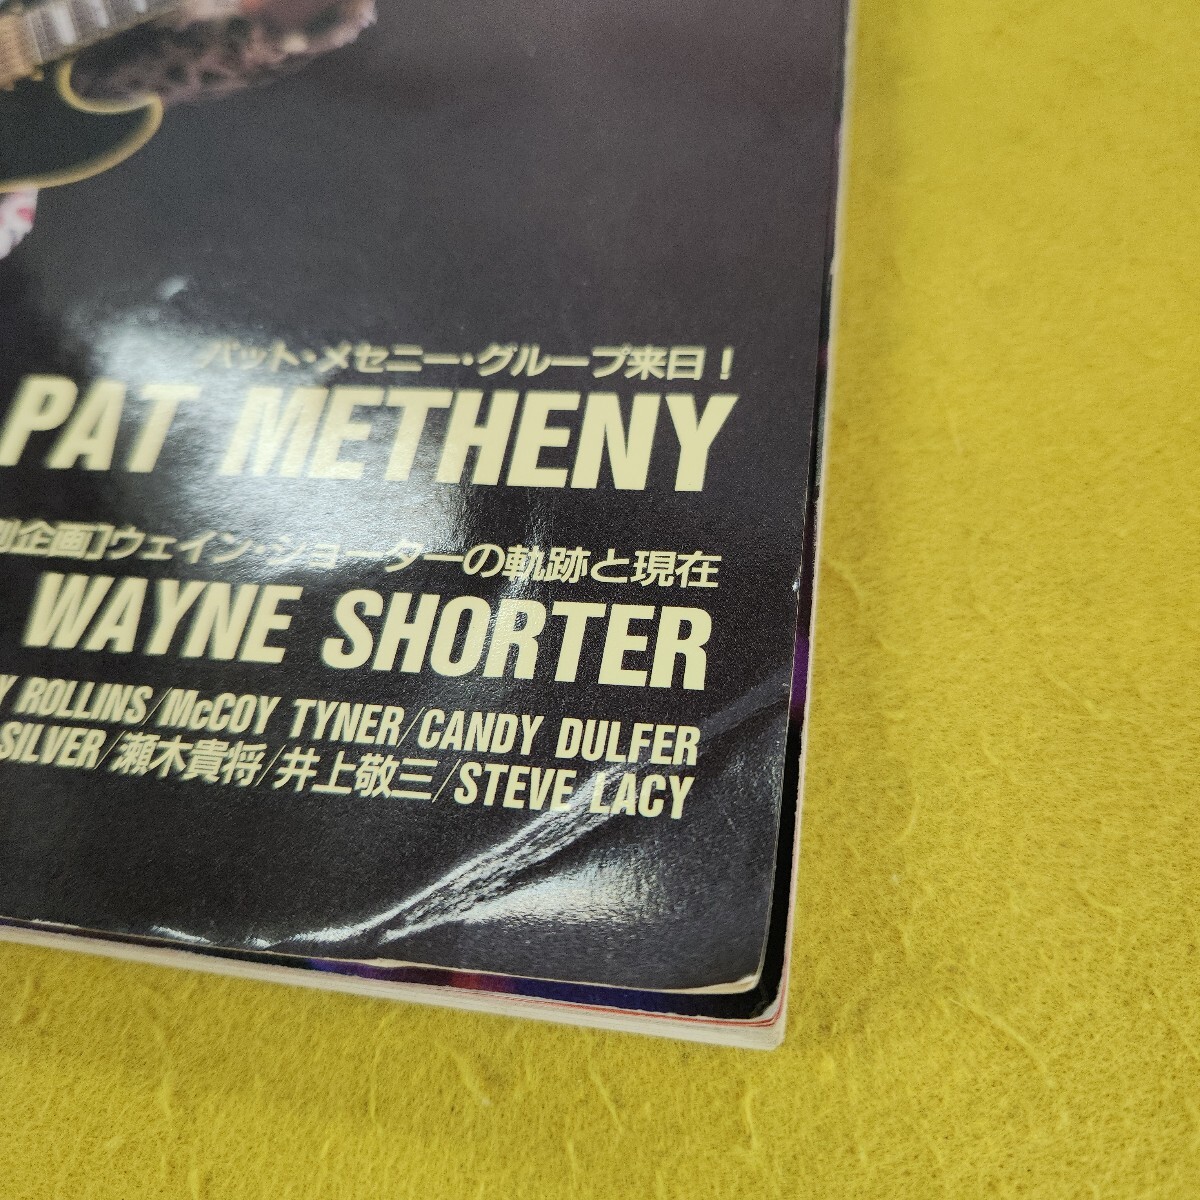 パット・メセニー・グループ来日！
PAT METHENY
企画]ウェイン・ショーターの軌跡と現在
WAYNE SHORTER
Y ROLLINS/McCOY TYNER/CANDY DULFER
SILVER/瀬木貴将/井上敬三/STEVE LACY